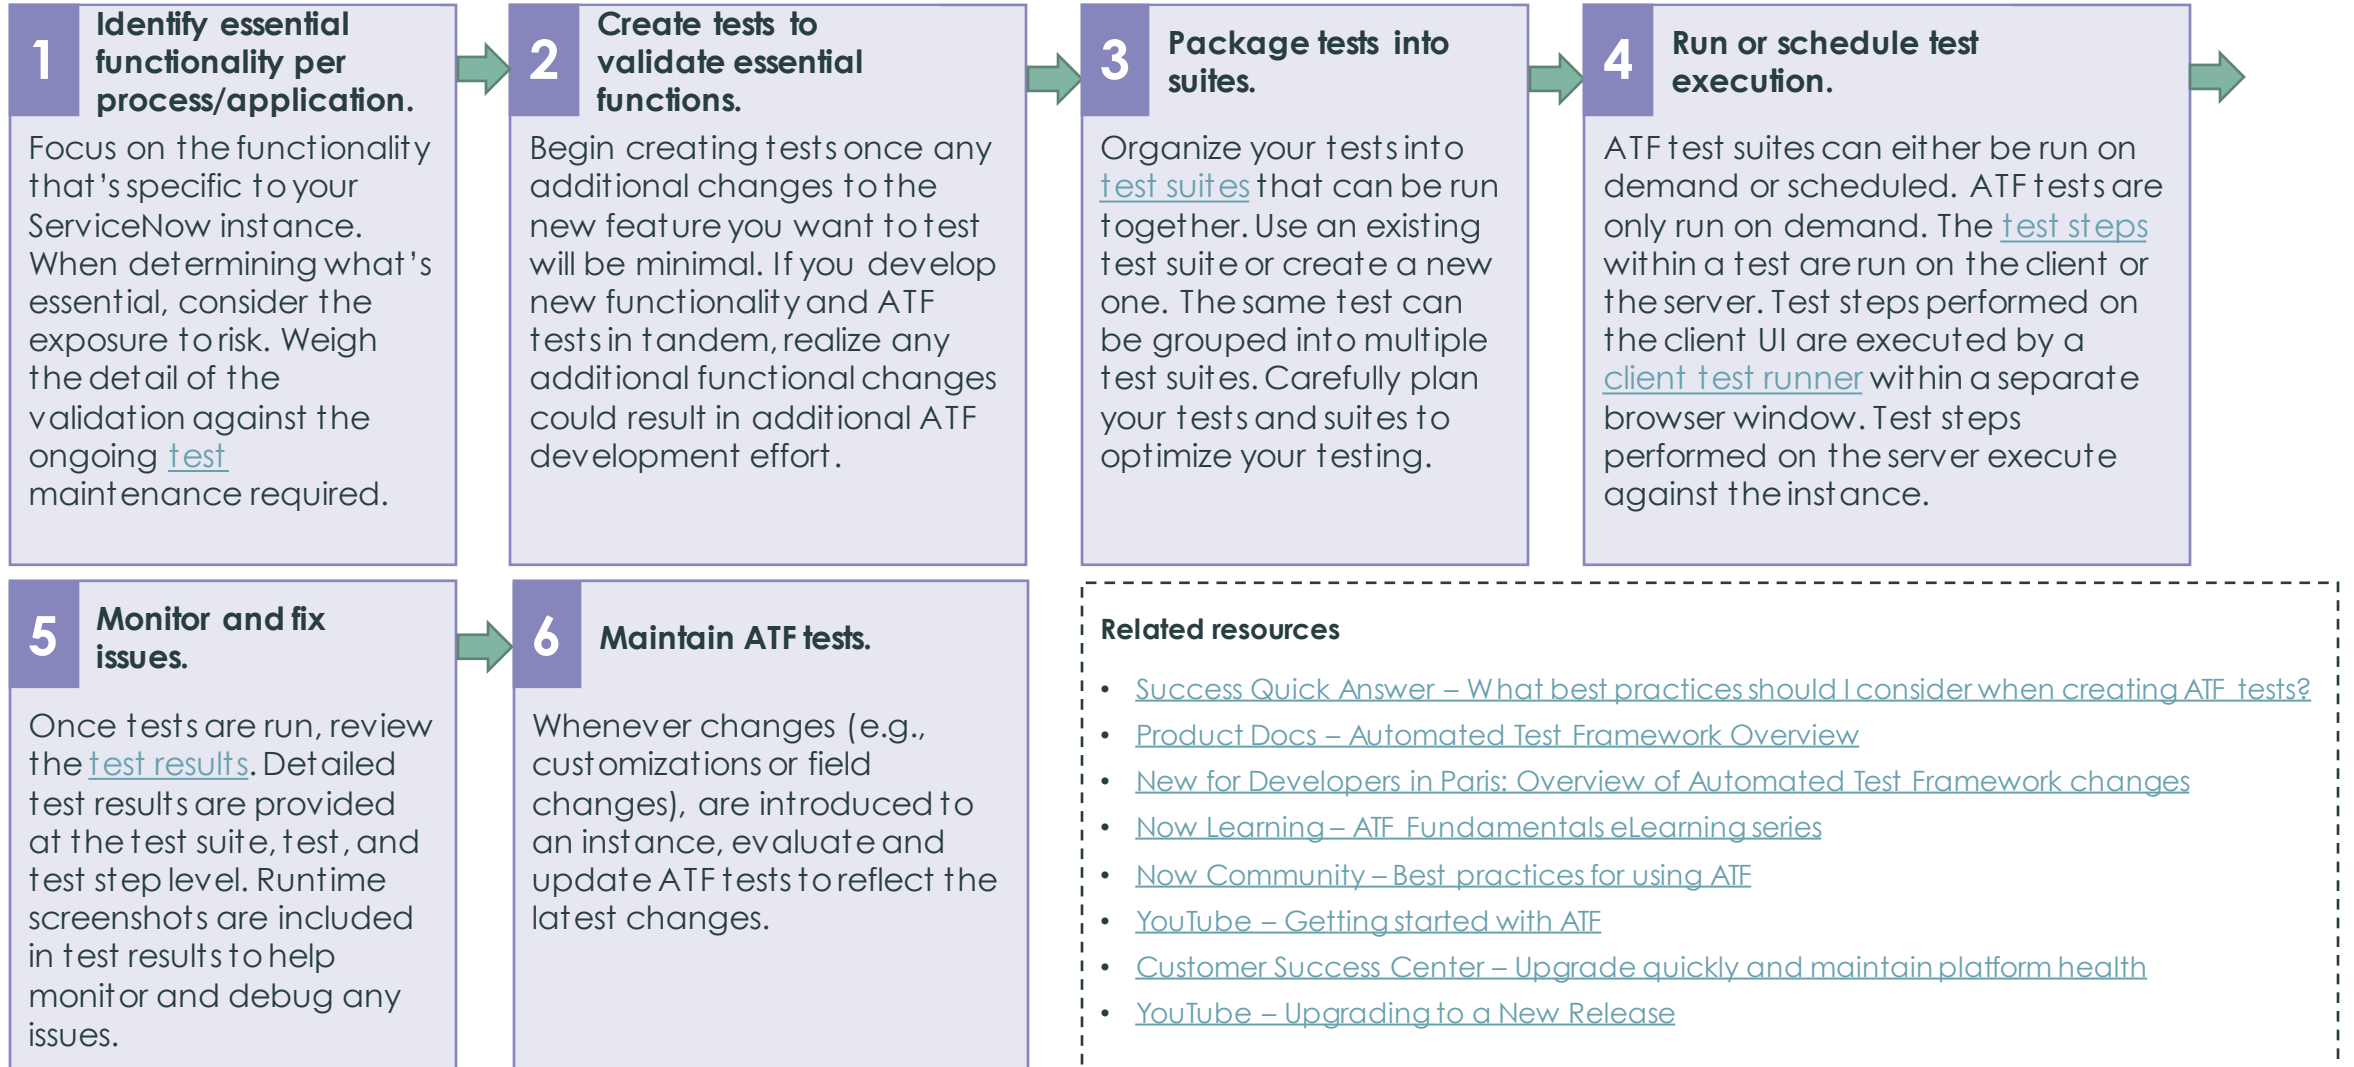 1
Identify essential
functionality per
process/application.
Focus on the functionality
that’s specific to your
ServiceNow instance.
When determining what’s
essential, consider the
exposure to risk. Weigh
the detail of the
validation against the
ongoing test
maintenance required.
2
Create tests to
validate essential
functions.
Begin creating tests once any
additional changes to the
new feature you want to test
will be minimal. If you develop
new functionality and ATF
tests in tandem, realize any
additional functional changes
could result in additional ATF
development effort.
3
Package tests into
suites.
Organize your tests into
test suites that can be run
together. Use an existing
test suite or create a new
one. The same test can
be grouped into multiple
test suites. Carefully plan
your tests and suites to
optimize your testing.
4
Run or schedule test
execution.
ATF test suites can either be run on
demand or scheduled. ATF tests are
only run on demand. The test steps
within a test are run on the client or
the server. Test steps performed on
the client UI are executed by a
client test runner within a separate
browser window. Test steps
performed on the server execute
against the instance.
5
Monitor and fix
issues.
Once tests are run, review
the test results. Detailed
test results are provided
at the test suite, test, and
test step level. Runtime
screenshots are included
in test results to help
monitor and debug any
issues.
6
Maintain ATF tests.
Whenever changes (e.g.,
customizations or field
changes), are introduced to
an instance, evaluate and
update ATF tests to reflect the
latest changes.
Related resources
• Success Quick Answer – What best practices should I consider when creating ATF tests?
• Product Docs – Automated Test Framework Overview
• New for Developers in Paris: Overview of Automated Test Framework changes
• Now Learning – ATF Fundamentals eLearning series
• Now Community – Best practices for using ATF
• YouTube – Getting started with ATF
• Customer Success Center – Upgrade quickly and maintain platform health
• YouTube – Upgrading to a New Release